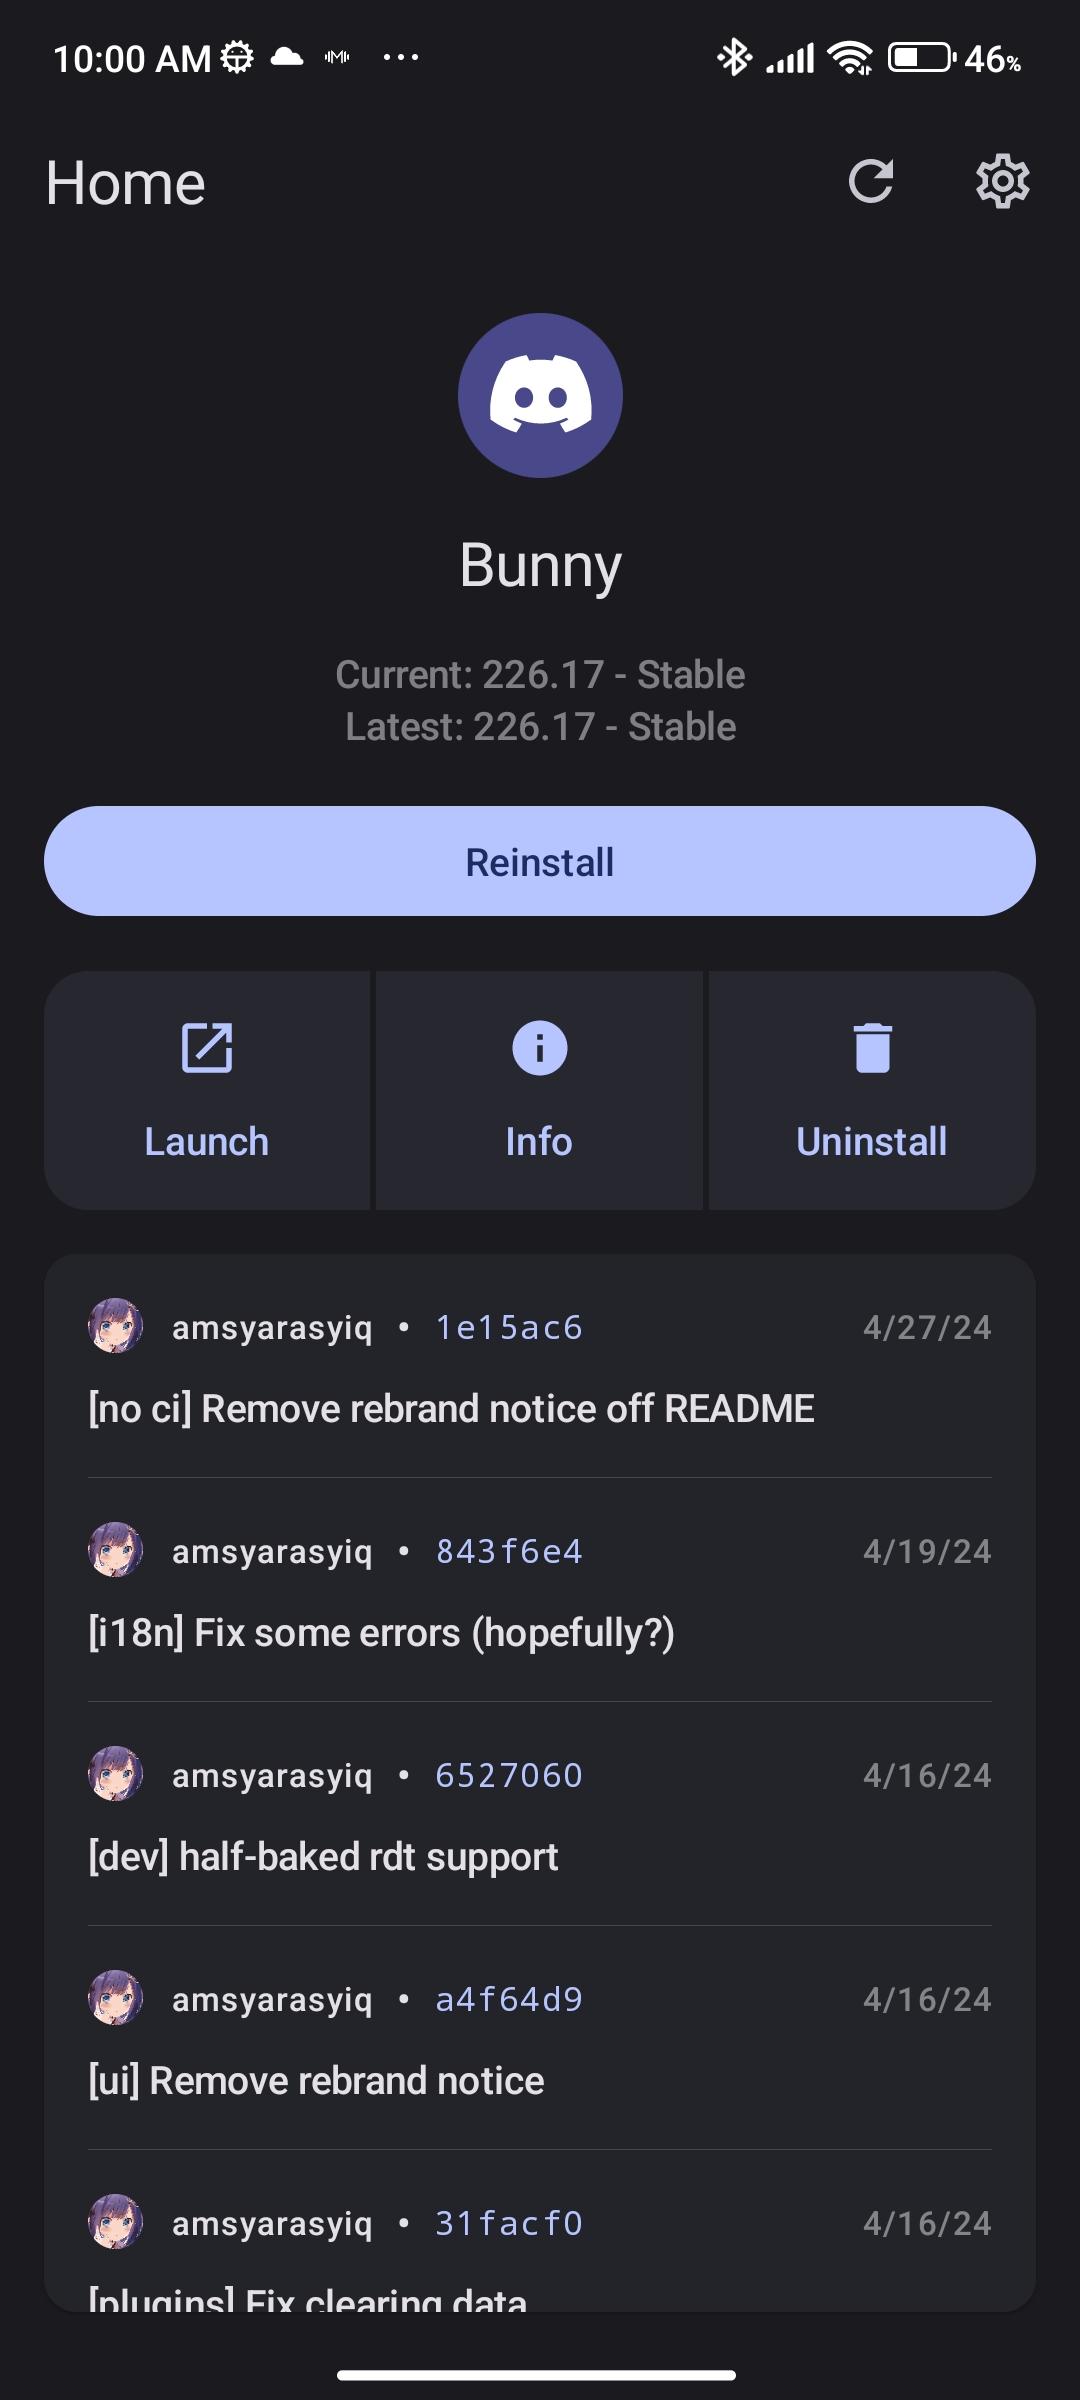 10:00 AM
46%
Home
Bunny
Current: 226.17 - Stable
Latest: 226.17 - Stable
Reinstall
Launch
Info
Uninstall
amsyarasyiq • 1e15ac6 4/27/24
[no ci] Remove rebrand notice off README
amsyarasyiq • 843f6e4 4/19/24
[i18n] Fix some errors (hopefully?)
amsyarasyiq • 6527060 4/16/24
[dev] half-baked rdt support
amsyarasyiq • a4f64d9 4/16/24
[ui] Remove rebrand notice
amsyarasyiq • 31facf0 4/16/24
[plugins] Fix clearing data